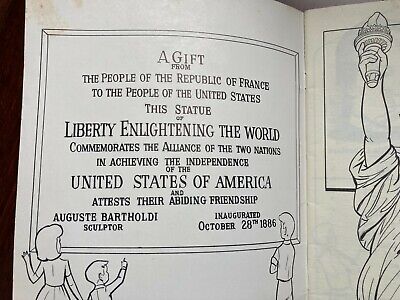 A GIFT
FROM
THE PEOPLE OF THE REPUBLIC OF FRANCE
TO THE PEOPLE OF THE UNITED STATES
THIS STATUE
OF
LIBERTY ENLIGHTENING THE WORLD
COMMEMORATES THE ALLIANCE OF THE TWO NATIONS
IN ACHIEVING THE INDEPENDENCE
OF THE
UNITED STATES OF AMERICA
AND
ATTESTS THEIR ABIDING FRIENDSHIP
AUGUSTE BARTHOLDI
SCULPTOR
INAUGURATED
OCTOBER 28TH 1886